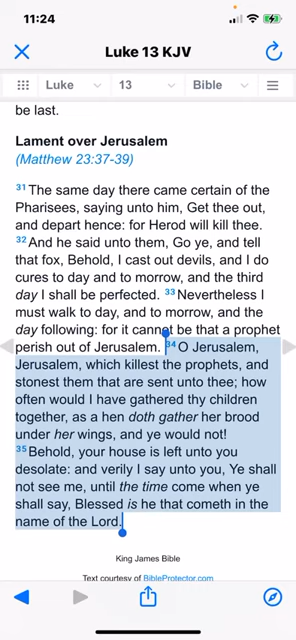 11:24
Luke 13 KJV
Luke
13
Bible
be last.
Lament over Jerusalem
(Matthew 23:37-39)
31 The same day there came certain of the
Pharisees, saying unto him, Get thee out,
and depart hence: for Herod will kill thee.
32 And he said unto them, Go ye, and tell
that fox, Behold, I cast out devils, and I do
cures to day and to morrow, and the third
day I shall be perfected. 33 Nevertheless I
must walk to day, and to morrow, and the
day following: for it cannot be that a prophet
perish out of Jerusalem. 34 O Jerusalem,
Jerusalem, which killest the prophets, and
stonest them that are sent unto thee; how
often would I have gathered thy children
together, as a hen doth gather her brood
under her wings, and ye would not!
35 Behold, your house is left unto you
desolate: and verily I say unto you, Ye shall
not see me, until the time come when ye
shall say, Blessed is he that cometh in the
name of the Lord.
King James Bible
Text courtesy of BibleProtector.com